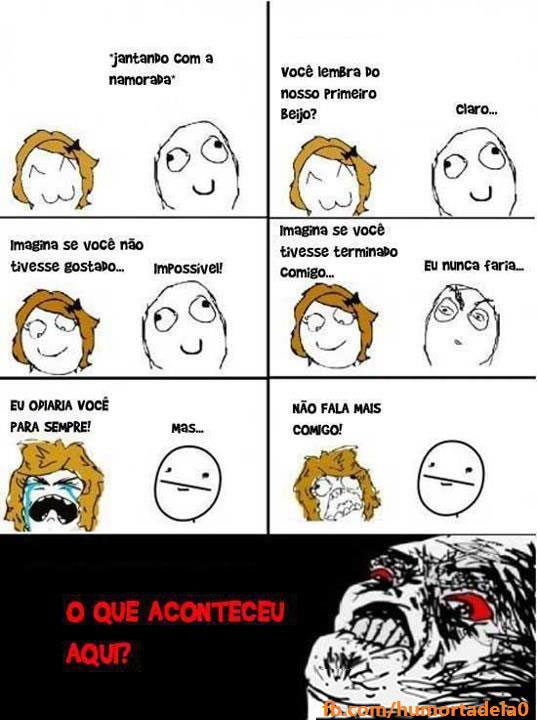 *jantando com a
namorada*
Você lembra do
nosso primeiro
Beijo?
Claro...
Imagina se você não
tivesse gostado...
Impossivel!
Imagina se você
tivesse terminado
comigo...
Eu nunca faria...
EU ODIARIA VOCÊ
PARA SEMPRE!
Mas...
NÃO FALA MAIS
COMIGO!
O QUE ACONTECEU
AQUI?
fb.com/humortadela0